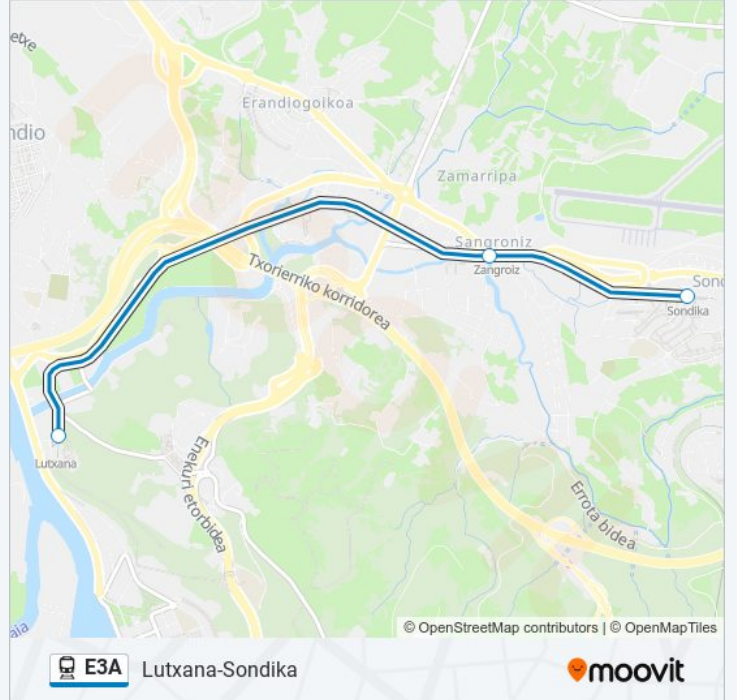 etxe
Erandiogoikoa
ndio
Zamarripa
Sangroniz
Zangroiz
Txorierriko korridorea
Sond
Sondika
Lutxana
Enekuri etorbidea
Errota bidea
aia
© OpenStreetMap contributors | © OpenMapTiles
E3A Lutxana-Sondika
moovit